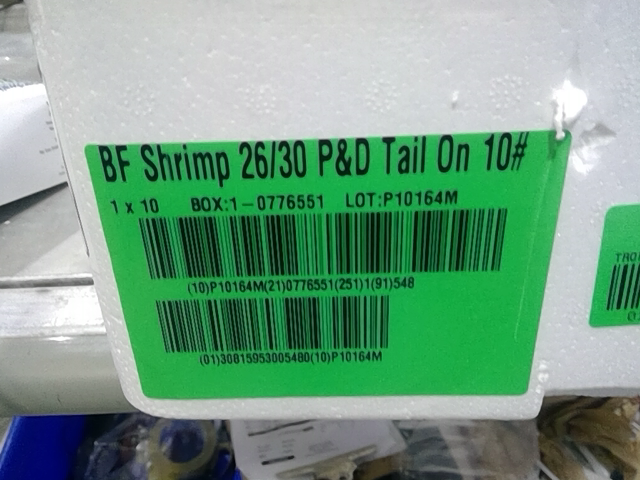 BF Shrimp 26/30 P&D Tail On 10#
1 x 10 BOX:1-0776551 LOT:P10164M
(10)P10164M(21)0776551(251)1(91)548
(01)30815953005480(10)P10164M